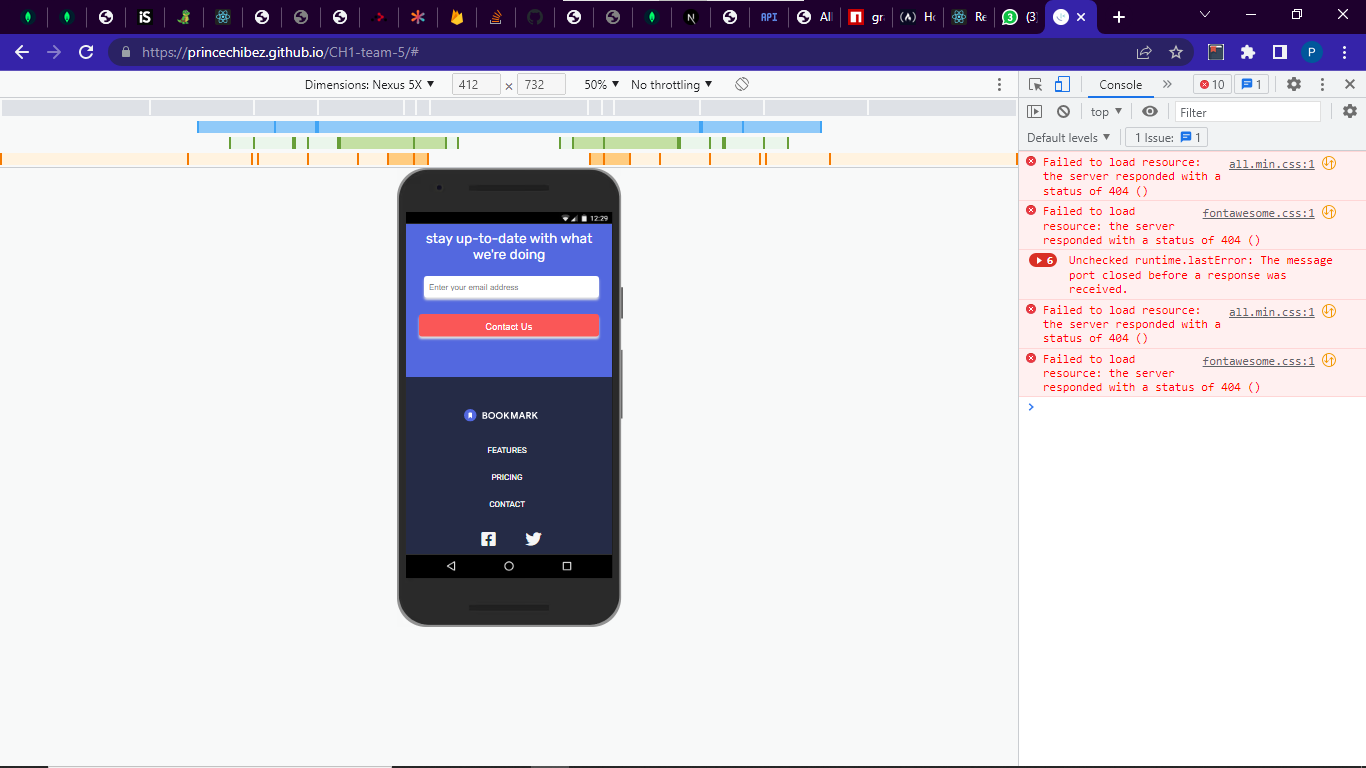 iS
API
All
gra
Ho
Re
3
(3)
https://princechibez.github.io/CH1-team-5/#
P
Dimensions: Nexus 5X ▼ 412 × 732 50% ▼ No throttling ▼
Console » 10 1
top ▼ Filter
Default levels ▼ 1 Issue: 1
12:29
stay up-to-date with what
we're doing
Enter your email address
Contact Us
BOOKMARK
FEATURES
PRICING
CONTACT
Failed to load resource: all.min.css:1
the server responded with a
status of 404 ()
Failed to load fontawesome.css:1
resource: the server
responded with a status of 404 ()
6 Unchecked runtime.lastError: The message
port closed before a response was
received.
Failed to load resource: all.min.css:1
the server responded with a
status of 404 ()
Failed to load fontawesome.css:1
resource: the server
responded with a status of 404 ()